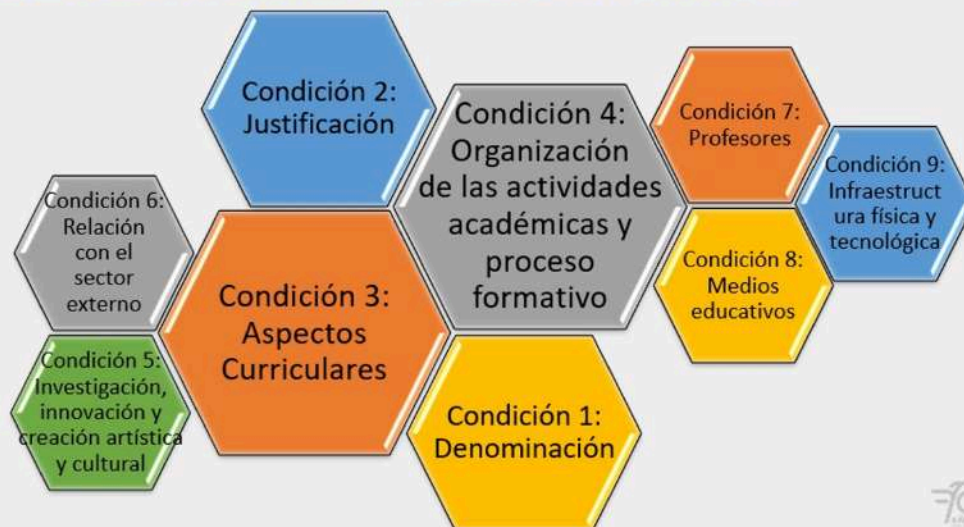 Condición 2:
Justificación
Condición 4:
Organización
de las actividades
académicas y
proceso
formativo
Condición 7:
Profesores
Condición 9:
Infraestruct
ura física y
tecnológica
Condición 6:
Relación
con el
sector
externo
Condición 3:
Aspectos
Curriculares
Condición 8:
Medios
educativos
Condición 5:
Investigación,
innovación y
creación artística
y cultural
Condición 1:
Denominación